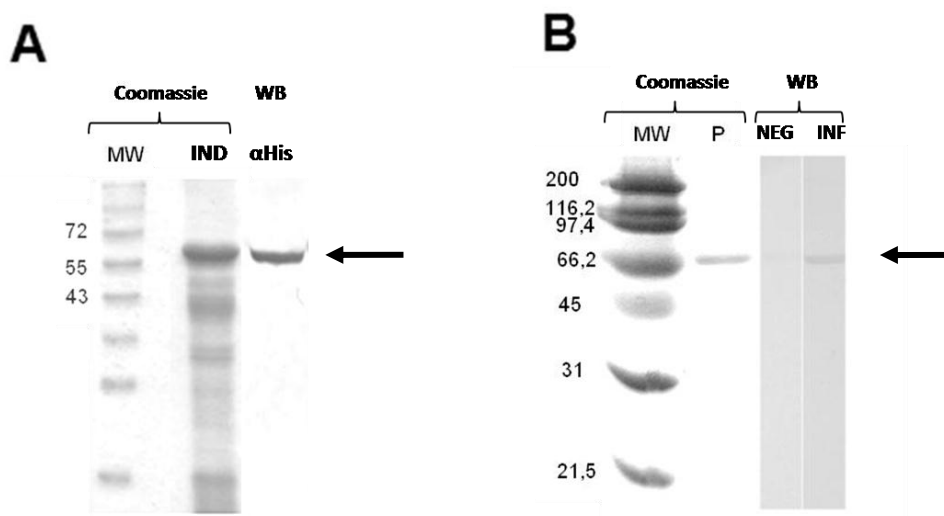 A
Coomassie WB
MW IND αHis
72
55
43
B
Coomassie WB
MW P NEG INF
200
116,2
97,4
66,2
45
31
21,5